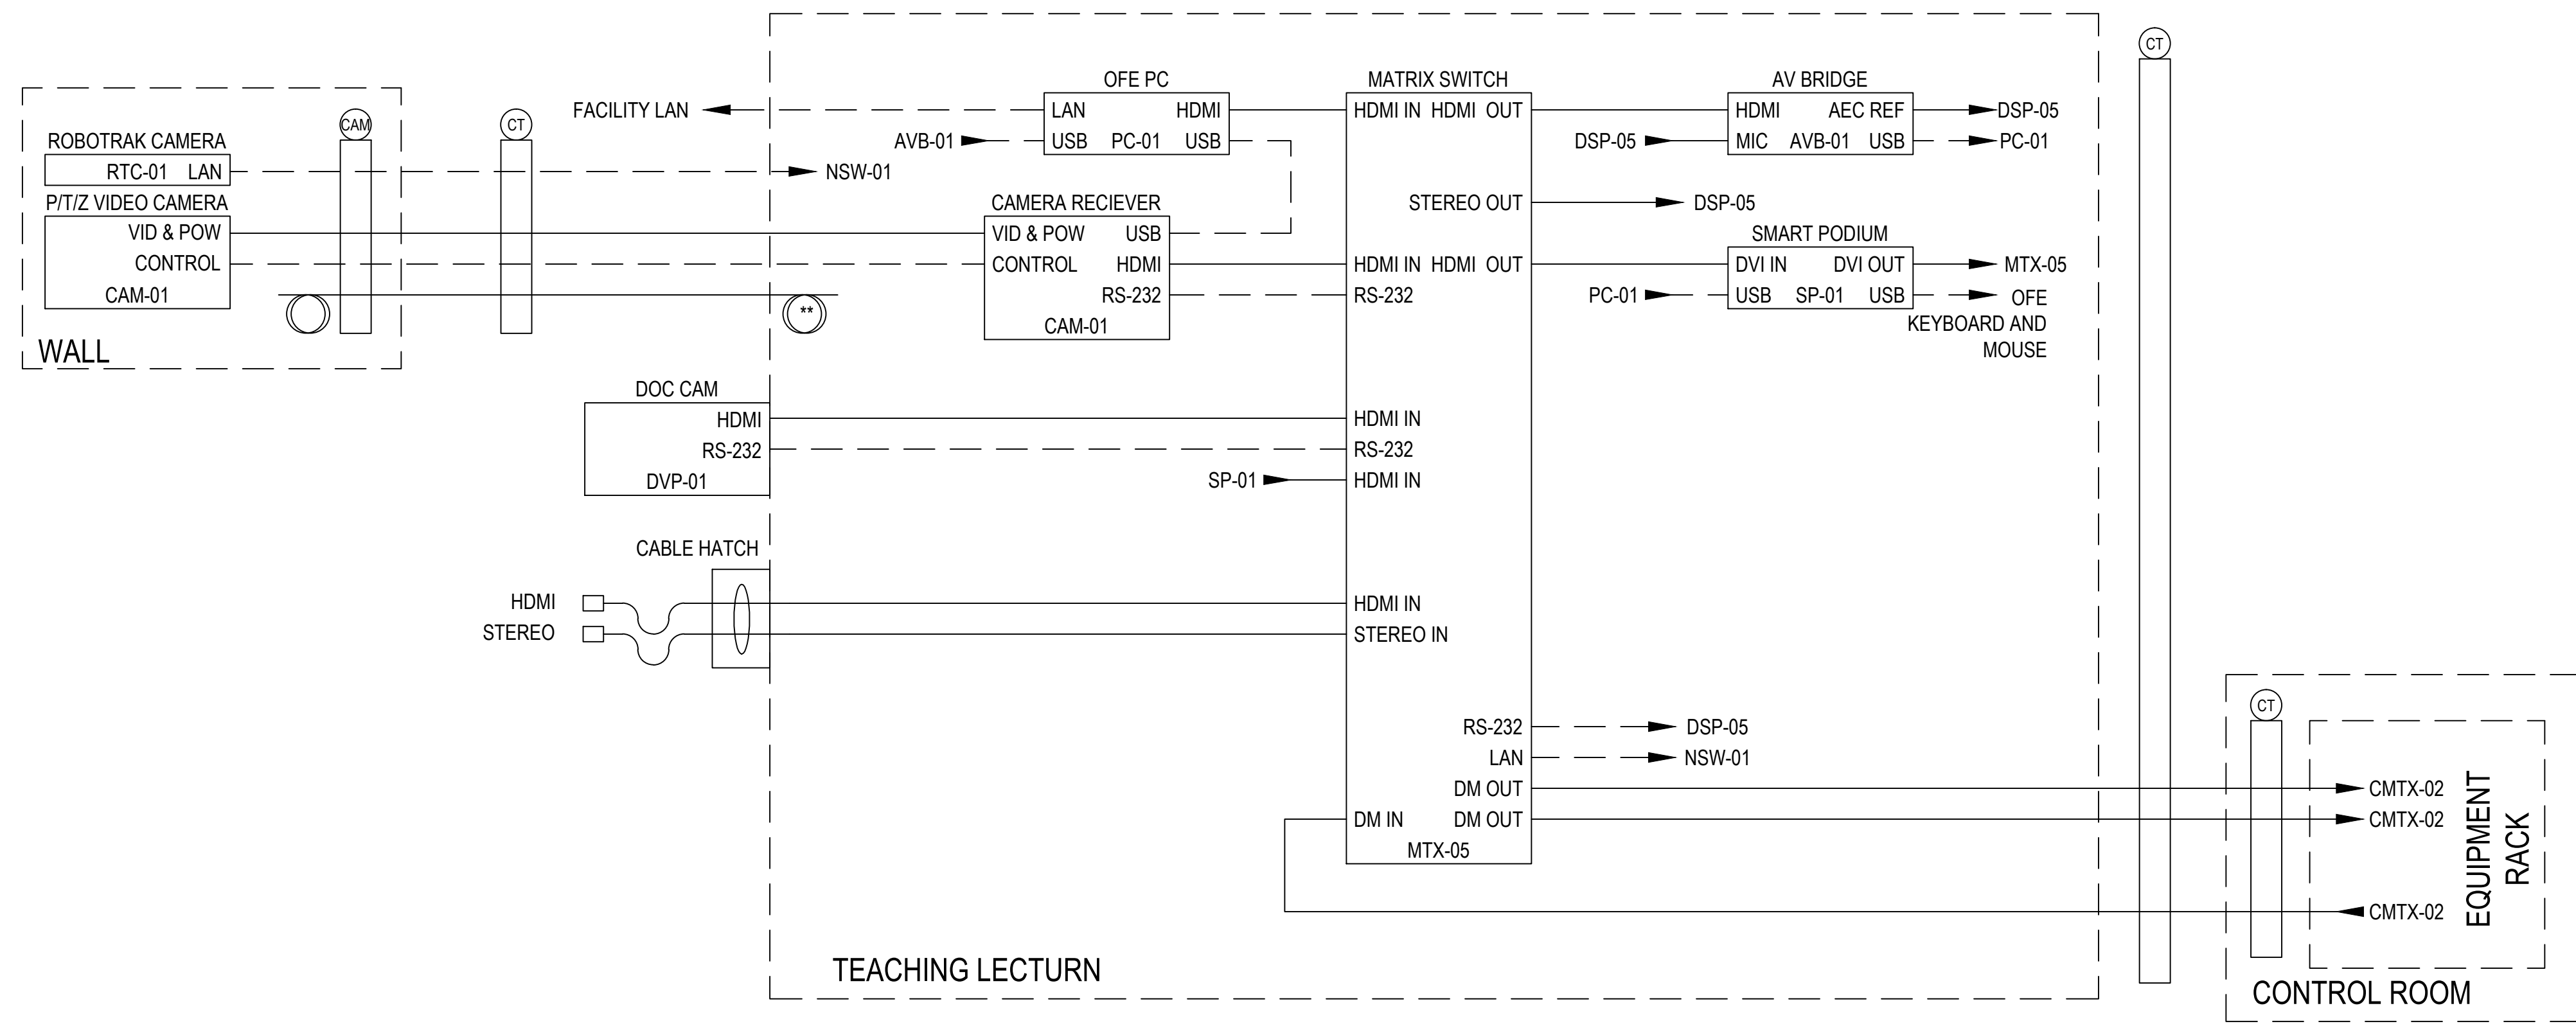 CT
OFE PC
MATRIX SWITCH
AV BRIDGE
FACILITY LAN
LAN HDMI
HDMI IN HDMI OUT
HDMI AEC REF
DSP-05
CAM
CT
AVB-01
USB PC-01 USB
DSP-05
MIC AVB-01 USB
PC-01
ROBOTRAK CAMERA
RTC-01 LAN
NSW-01
P/T/Z VIDEO CAMERA
CAMERA RECIEVER
STEREO OUT
DSP-05
VID & POW
VID & POW USB
SMART PODIUM
CONTROL
CONTROL HDMI
HDMI IN HDMI OUT
DVI IN DVI OUT
MTX-05
CAM-01
**
RS-232
RS-232
PC-01
USB SP-01 USB
OFE
KEYBOARD AND
MOUSE
CAM-01
WALL
DOC CAM
HDMI
HDMI IN
RS-232
RS-232
DVP-01
SP-01
HDMI IN
CABLE HATCH
HDMI
HDMI IN
STEREO
STEREO IN
CT
RS-232
DSP-05
LAN
NSW-01
DM OUT
CMTX-02
DM IN DM OUT
CMTX-02
MTX-05
CMTX-02
EQUIPMENT
RACK
TEACHING LECTURN
CONTROL ROOM